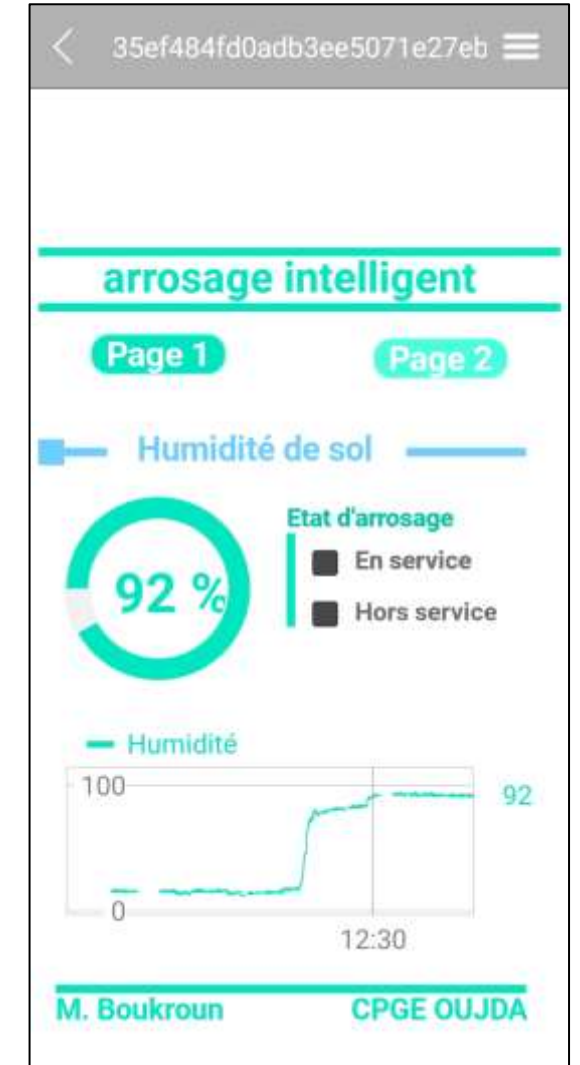 35ef484fd0adb3ee5071e27eb
arrosage intelligent
Page 1 Page 2
Humidité de sol
Etat d'arrosage
En service
92 %
Hors service
Humidité
100
92
0
12:30
M. Boukroun CPGE OUJDA